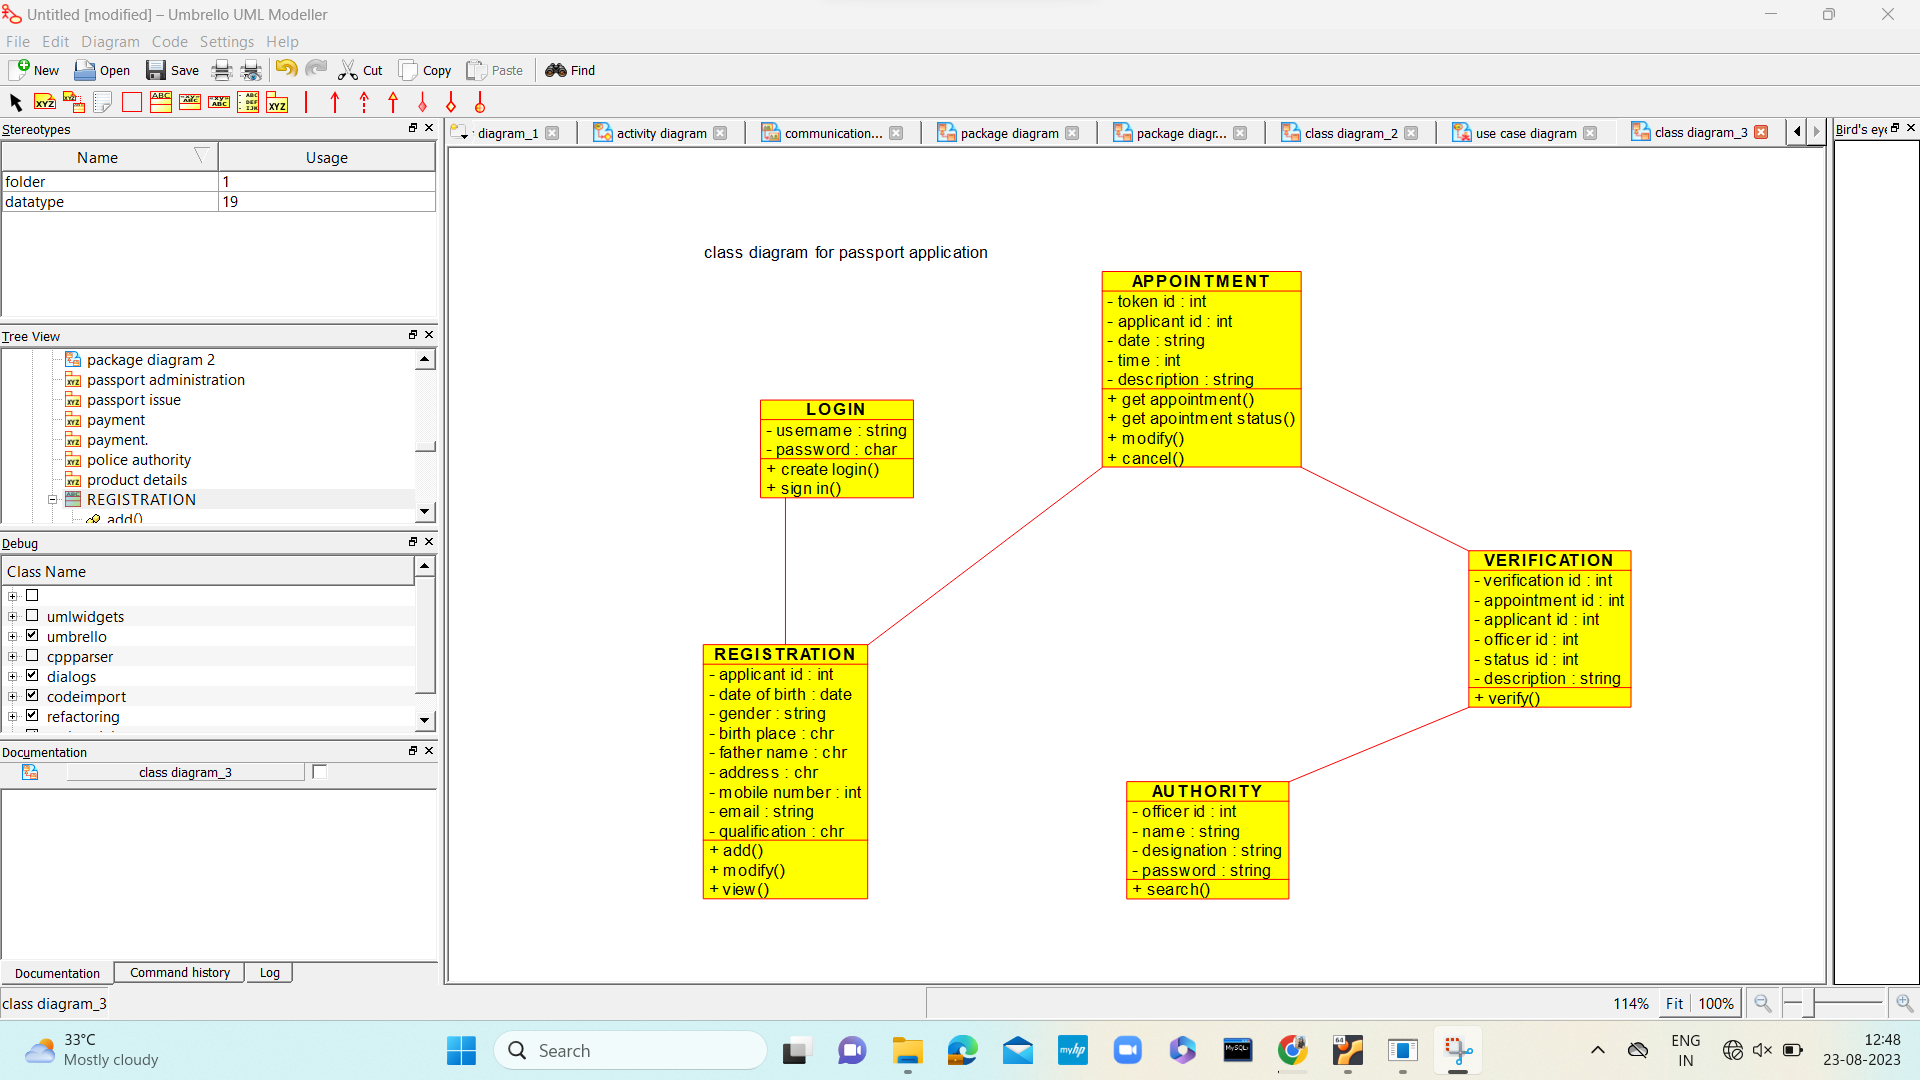 Untitled [modified] – Umbrello UML Modeller
File Edit Diagram Code Settings Help
New Open Save Cut Copy Paste Find
Stereotypes
Name Usage
folder 1
datatype 19
Tree View
package diagram 2
passport administration
passport issue
payment
payment.
police authority
product details
REGISTRATION
add()
Debug
Class Name
umlwidgets
umbrello
cppparser
dialogs
codeimport
refactoring
Documentation
class diagram_3
Documentation Command history Log
class diagram_3
diagram_1 activity diagram communication... package diagram package diagr... class diagram_2 use case diagram class diagram_3
Bird's eye
class diagram for passport application
APPOINTMENT
- token id : int
- applicant id : int
- date : string
- time : int
- description : string
+ get appointment()
+ get apointment status()
+ modify()
+ cancel()
LOGIN
- username : string
- password : char
+ create login()
+ sign in()
VERIFICATION
- verification id : int
- appointment id : int
- applicant id : int
- officer id : int
- status id : int
- description : string
+ verify()
REGISTRATION
- applicant id : int
- date of birth : date
- gender : string
- birth place : chr
- father name : chr
- address : chr
- mobile number : int
- email : string
- qualification : chr
+ add()
+ modify()
+ view()
AUTHORITY
- officer id : int
- name : string
- designation : string
- password : string
+ search()
114% Fit 100%
33°C
Mostly cloudy
Search
ENG
IN
12:48
23-08-2023